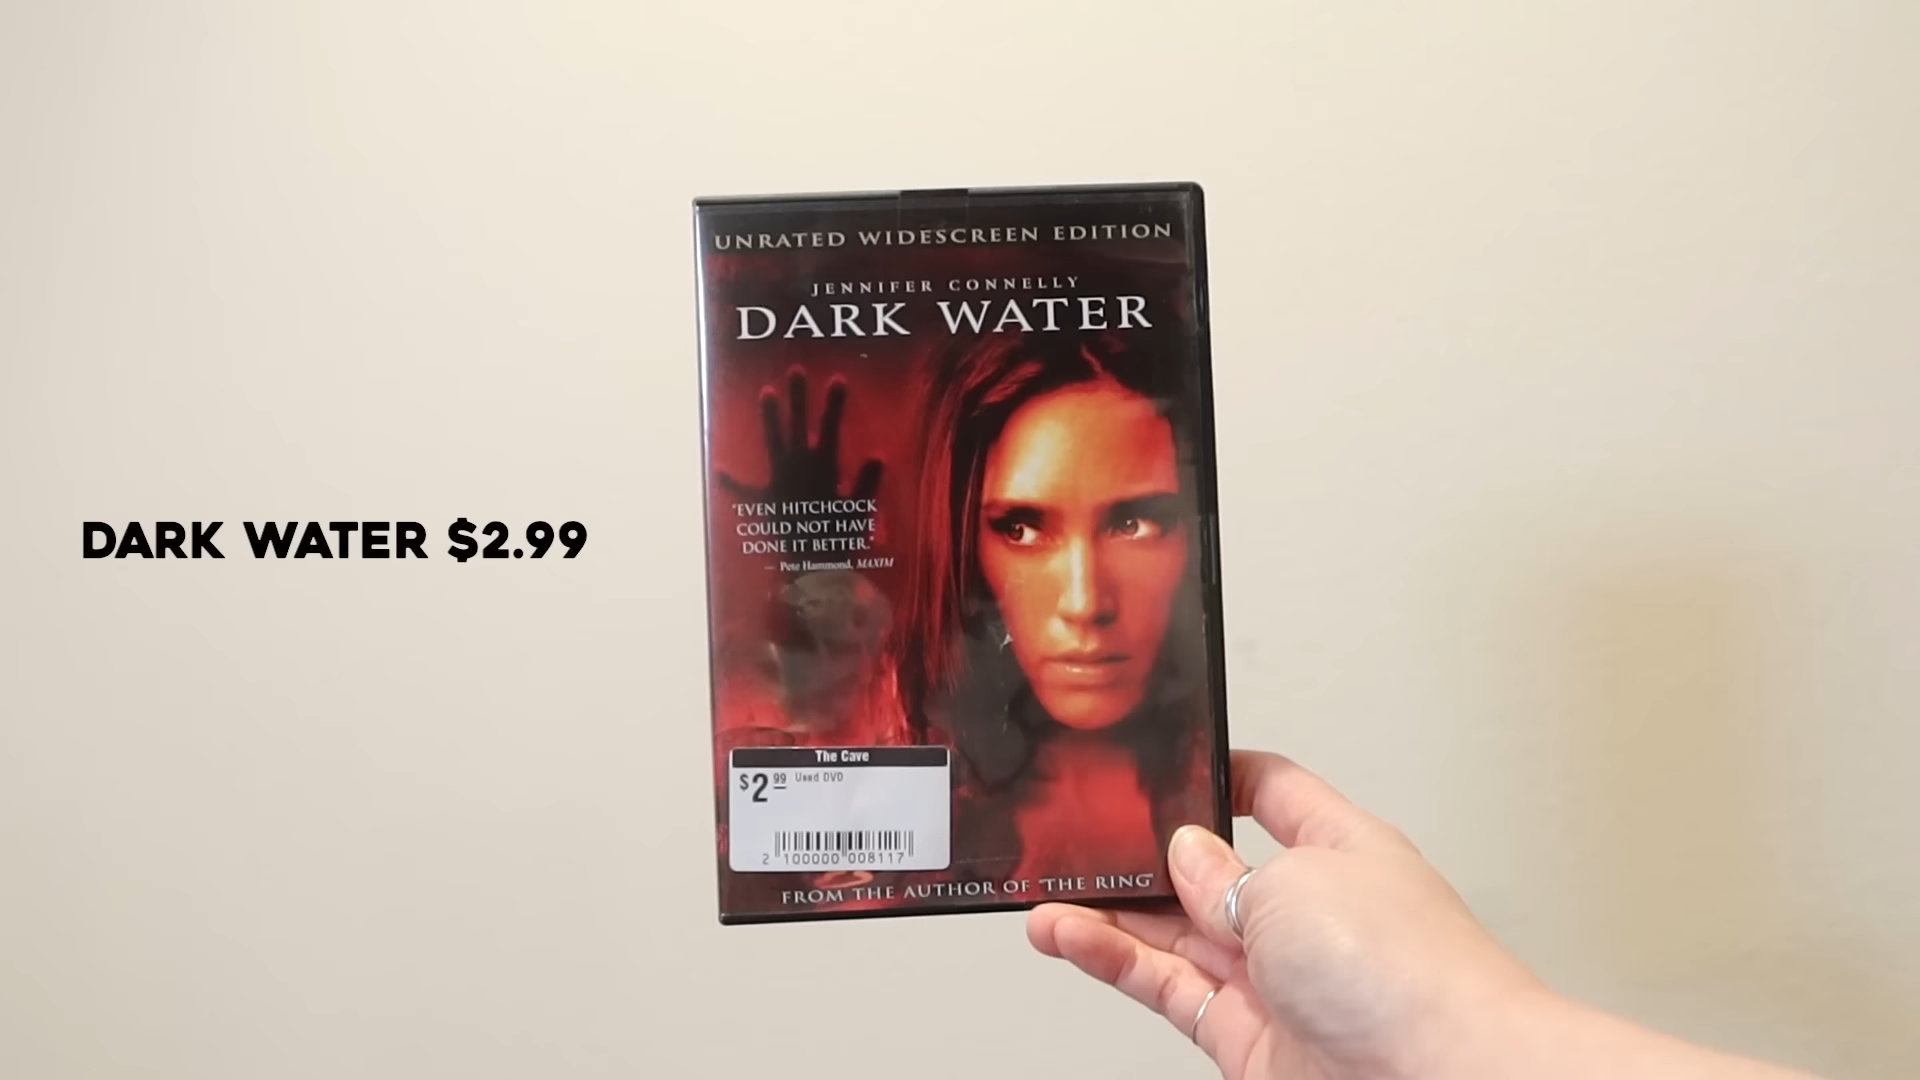 DARK WATER $2.99
UNRATED WIDESCREEN EDITION
JENNIFER CONNELLY
DARK WATER
"EVEN HITCHCOCK
COULD NOT HAVE
DONE IT BETTER."
— Pete Hammond, MAXIM
The Cave
$2 99 Used DVD
2 100000 008117
FROM THE AUTHOR OF "THE RING"